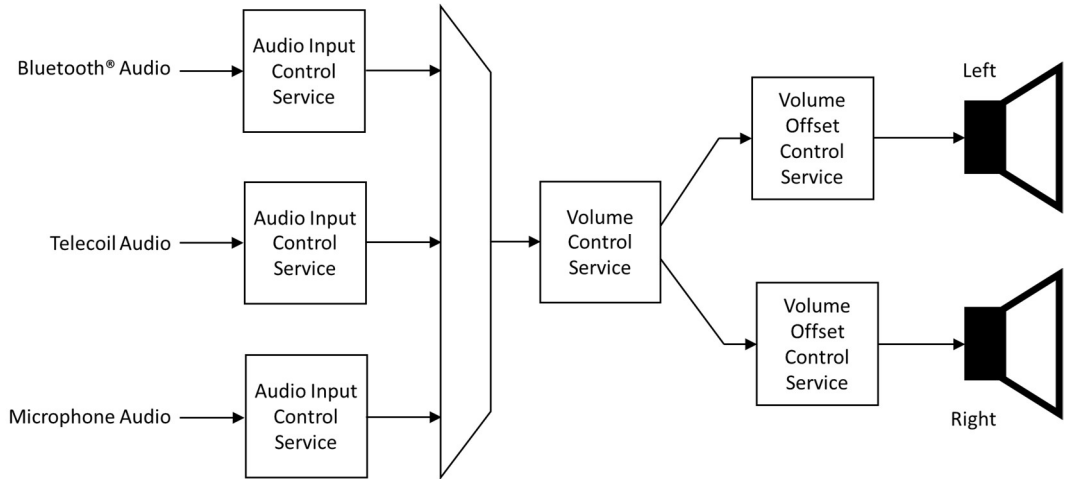 Bluetooth® Audio
Audio Input
Control
Service
Telecoil Audio
Audio Input
Control
Service
Microphone Audio
Audio Input
Control
Service
Volume
Control
Service
Volume
Offset
Control
Service
Left
Volume
Offset
Control
Service
Right